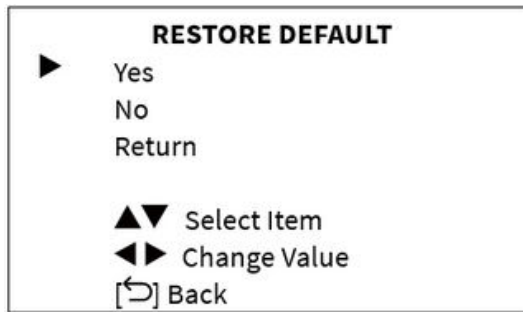 RESTORE DEFAULT
▶ Yes
No
Return
▲▼ Select Item
◀▶ Change Value
[⮌] Back